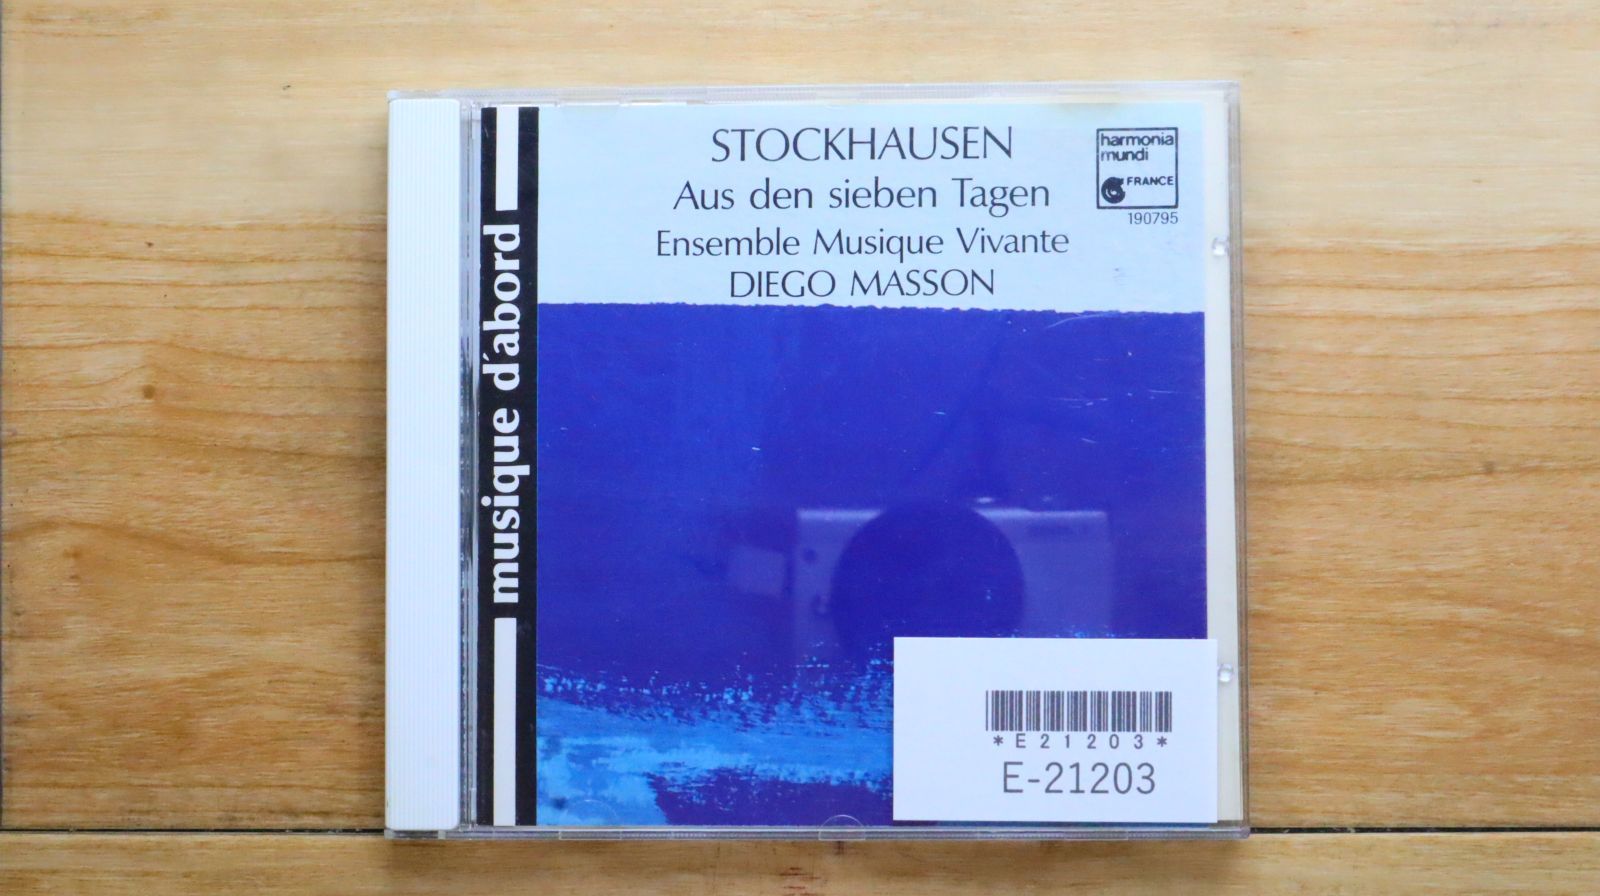 STOCKHAUSEN
Aus den sieben Tagen
Ensemble Musique Vivante
DIEGO MASSON
harmonia
mundi
FRANCE
190795
musique d'abord
*E21203*
E-21203